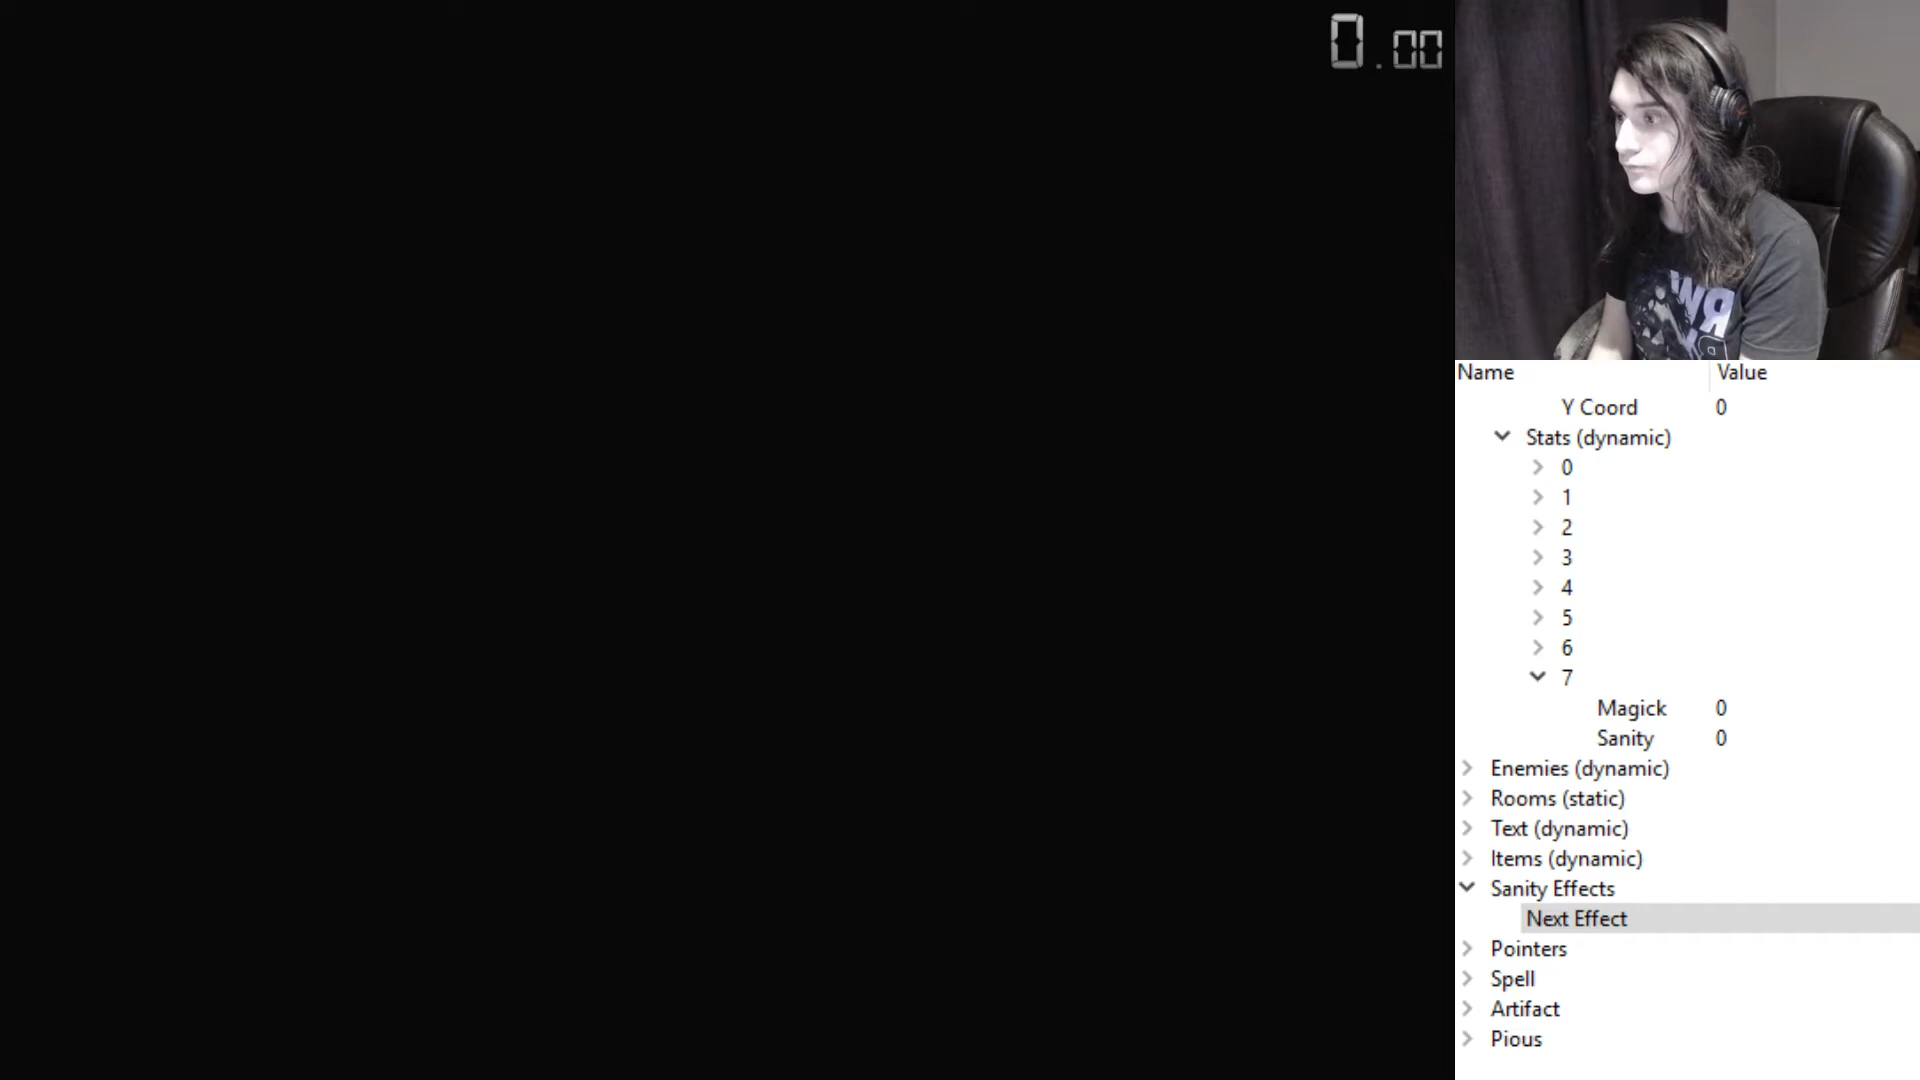 0.00
Name Value
Y Coord 0
Stats (dynamic)
0
1
2
3
4
5
6
7
Magick 0
Sanity 0
Enemies (dynamic)
Rooms (static)
Text (dynamic)
Items (dynamic)
Sanity Effects
Next Effect
Pointers
Spell
Artifact
Pious